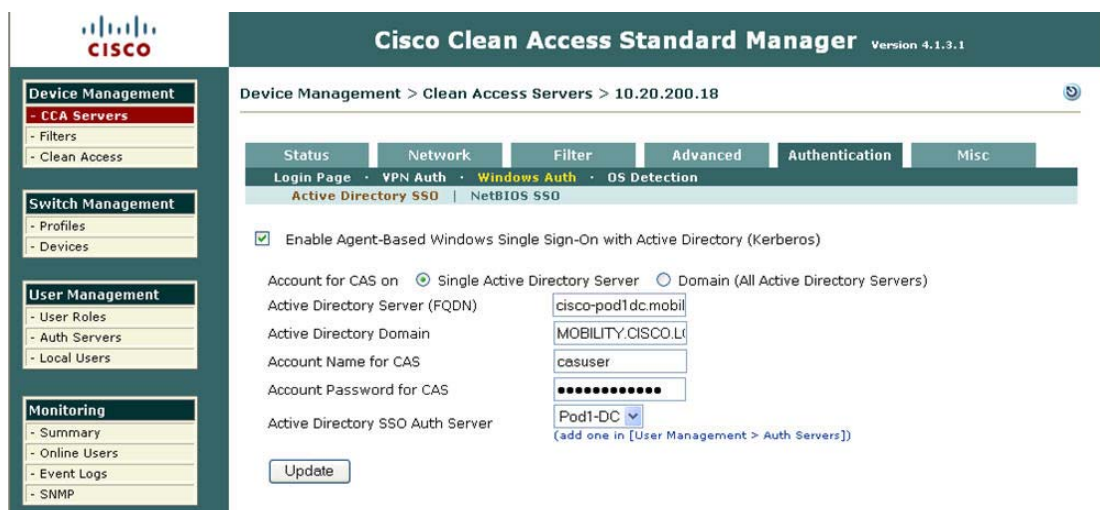 CISCO
Cisco Clean Access Standard Manager Version 4.1.3.1
Device Management
- CCA Servers
- Filters
- Clean Access
Switch Management
- Profiles
- Devices
User Management
- User Roles
- Auth Servers
- Local Users
Monitoring
- Summary
- Online Users
- Event Logs
- SNMP
Device Management > Clean Access Servers > 10.20.200.18
Status Network Filter Advanced Authentication Misc
Login Page · VPN Auth · Windows Auth · OS Detection
Active Directory SSO | NetBIOS SSO
Enable Agent-Based Windows Single Sign-On with Active Directory (Kerberos)
Account for CAS on Single Active Directory Server Domain (All Active Directory Servers)
Active Directory Server (FQDN) cisco-pod1dc.mobil
Active Directory Domain MOBILITY.CISCO.L
Account Name for CAS casuser
Account Password for CAS ●●●●●●●●●●●●
Active Directory SSO Auth Server Pod1-DC
(add one in [User Management > Auth Servers])
Update